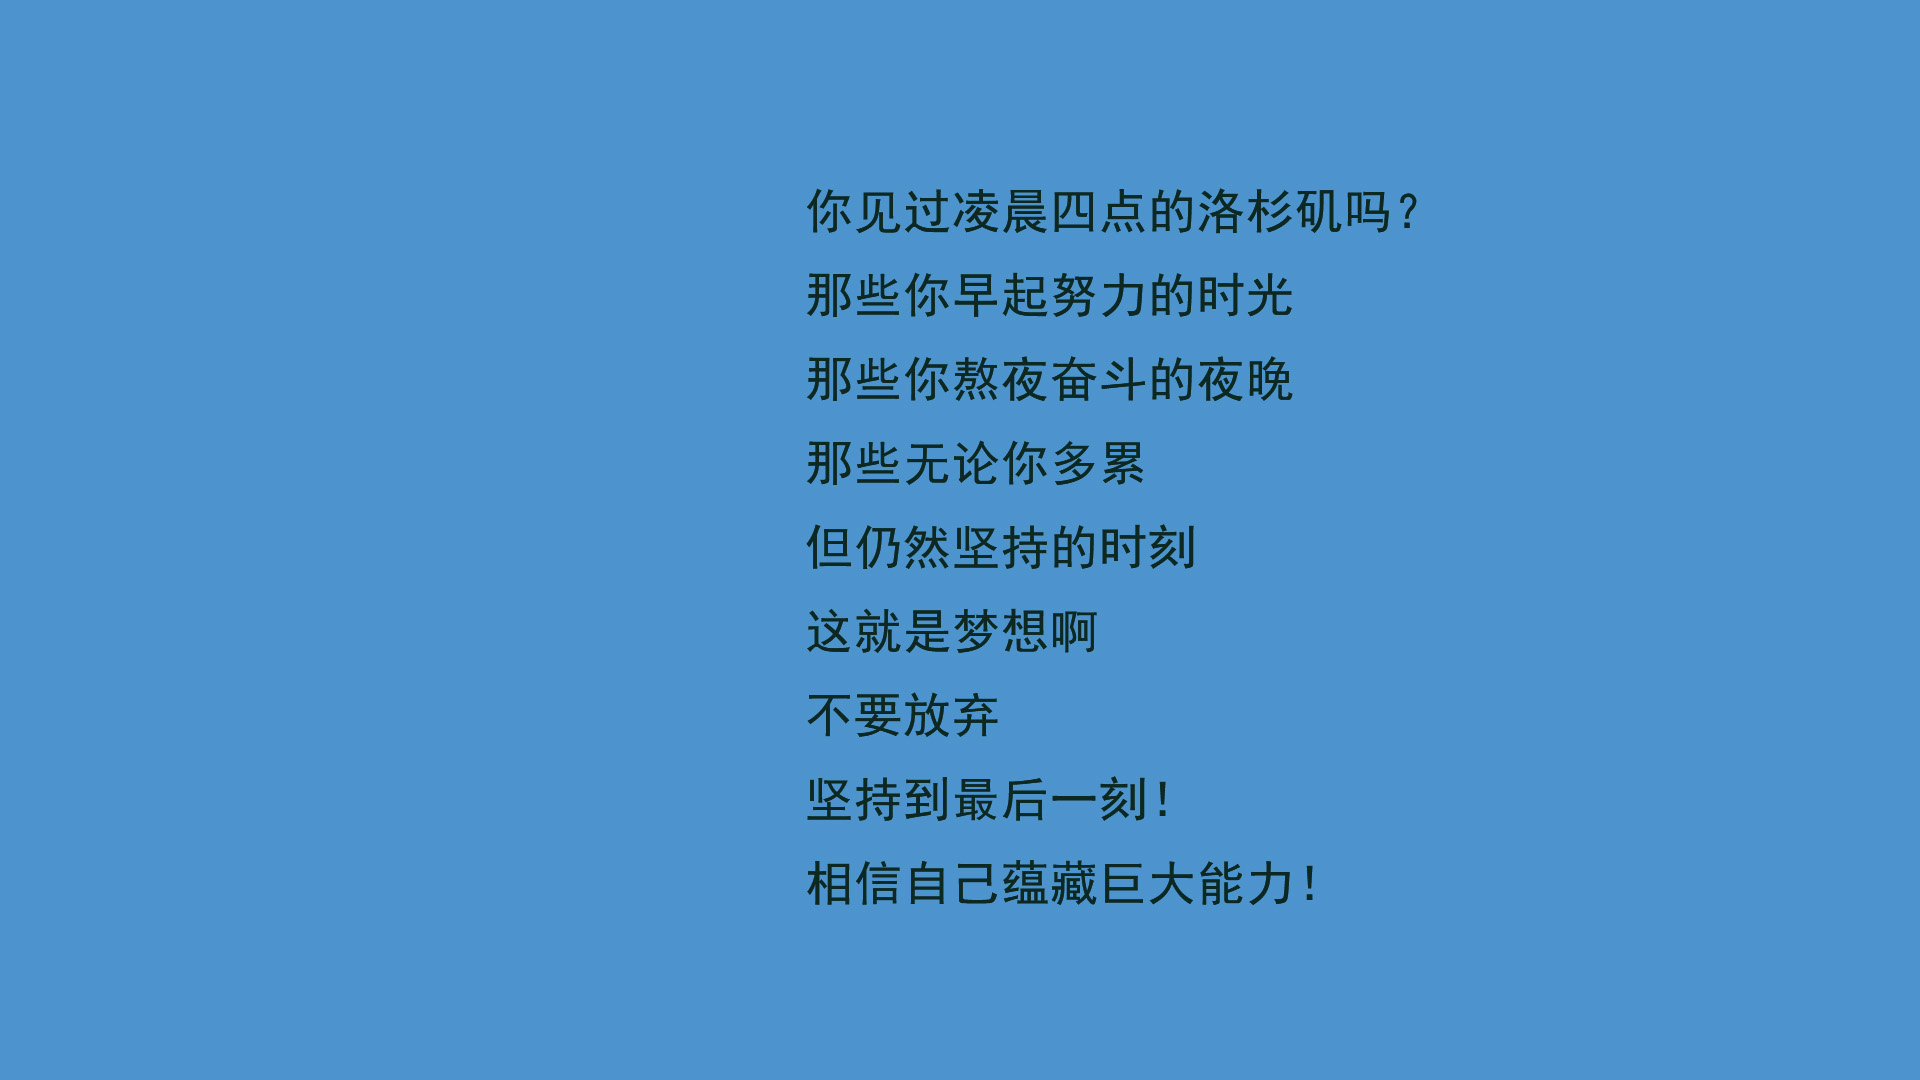 你见过凌晨四点的洛杉矶吗？
那些你早起努力的时光
那些你熬夜奋斗的夜晚
那些无论你多累
但仍然坚持的时刻
这就是梦想啊
不要放弃
坚持到最后一刻！
相信自己蕴藏巨大能力！